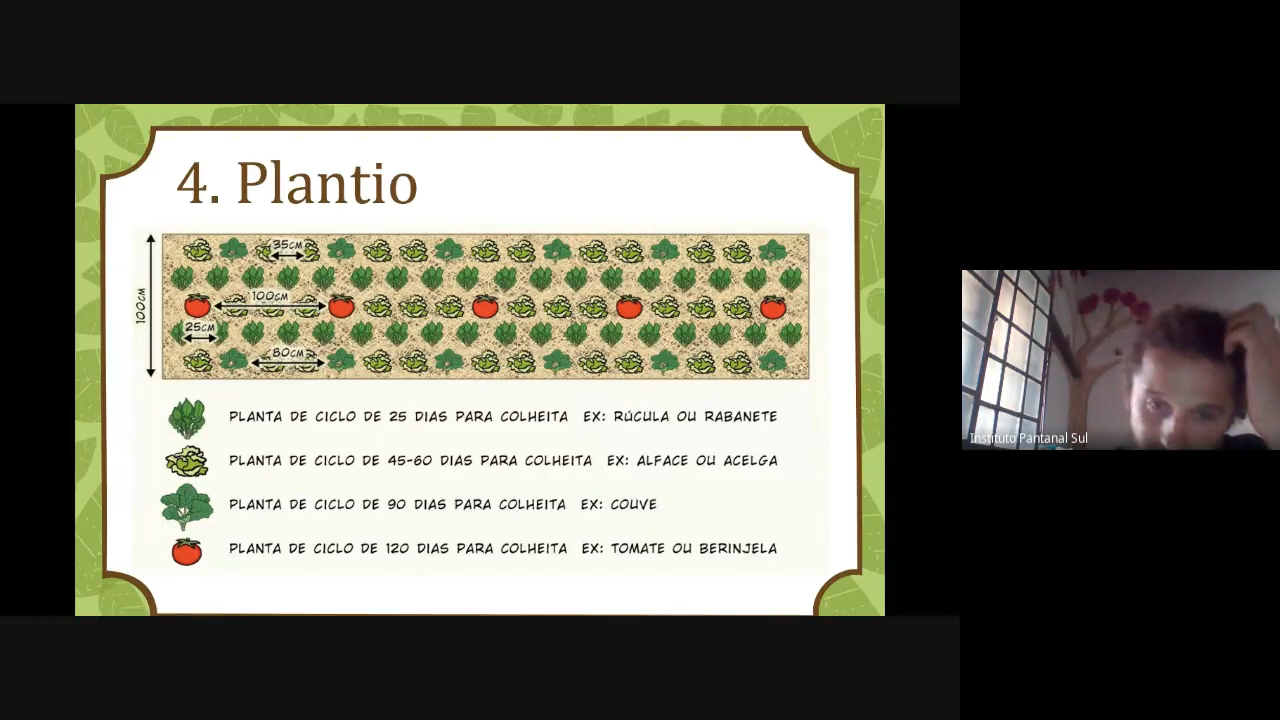 4. Plantio
35cm
100cm
100cm
25cm
80cm
PLANTA DE CICLO DE 25 DIAS PARA COLHEITA EX: RÚCULA OU RABANETE
PLANTA DE CICLO DE 45-60 DIAS PARA COLHEITA EX: ALFACE OU ACELGA
PLANTA DE CICLO DE 90 DIAS PARA COLHEITA EX: COUVE
PLANTA DE CICLO DE 120 DIAS PARA COLHEITA EX: TOMATE OU BERINJELA
Instituto Pantanal Sul